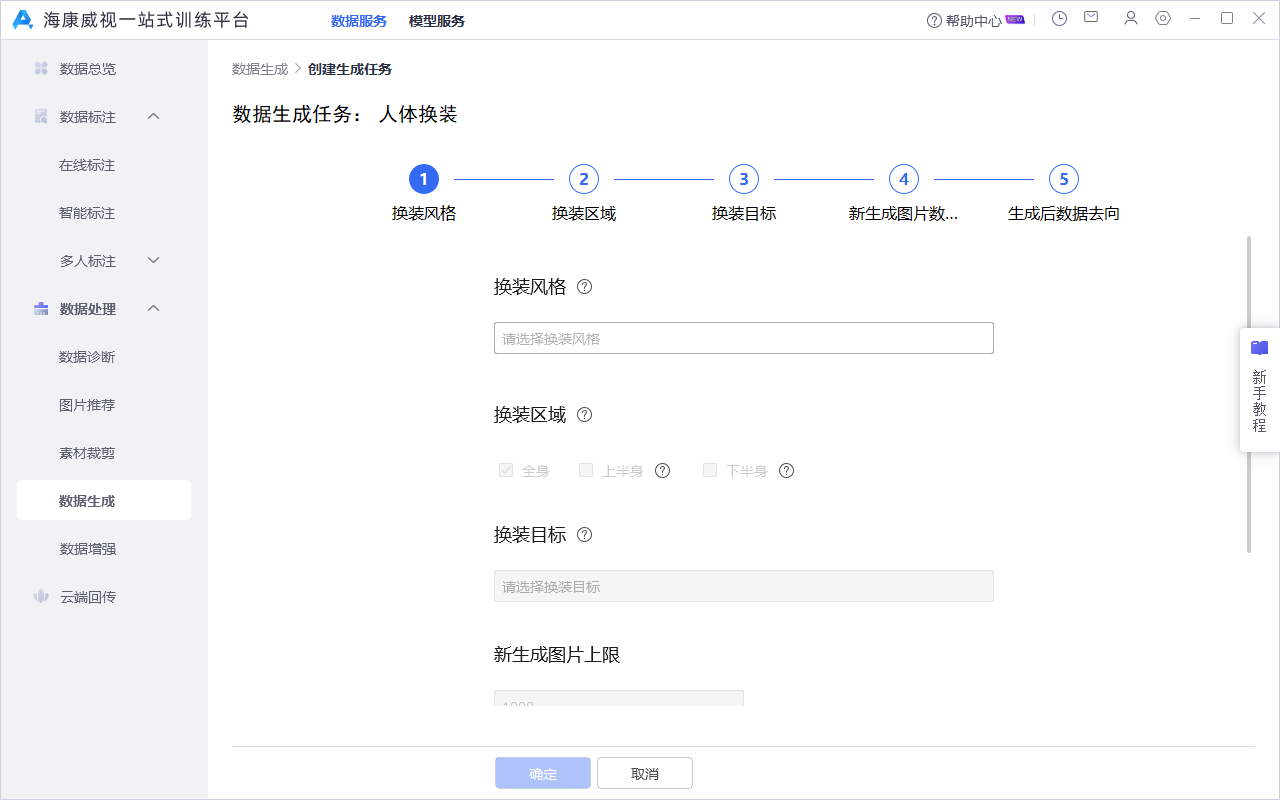 海康威视一站式训练平台
数据服务
模型服务
帮助中心
NEW
数据总览
数据标注
在线标注
智能标注
多人标注
数据处理
数据诊断
图片推荐
素材裁剪
数据生成
数据增强
云端回传
数据生成 > 创建生成任务
数据生成任务： 人体换装
1
2
3
4
5
换装风格
换装区域
换装目标
新生成图片数...
生成后数据去向
换装风格 ?
请选择换装风格
换装区域 ?
全身
上半身 ?
下半身 ?
换装目标 ?
请选择换装目标
新生成图片上限
新手教程
确定
取消